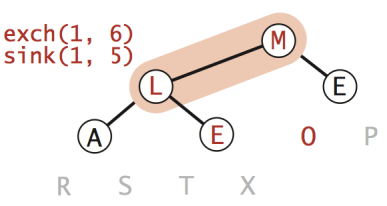 exch(1, 6)
sink(1, 5)
M
L E
A E O P
R S T X